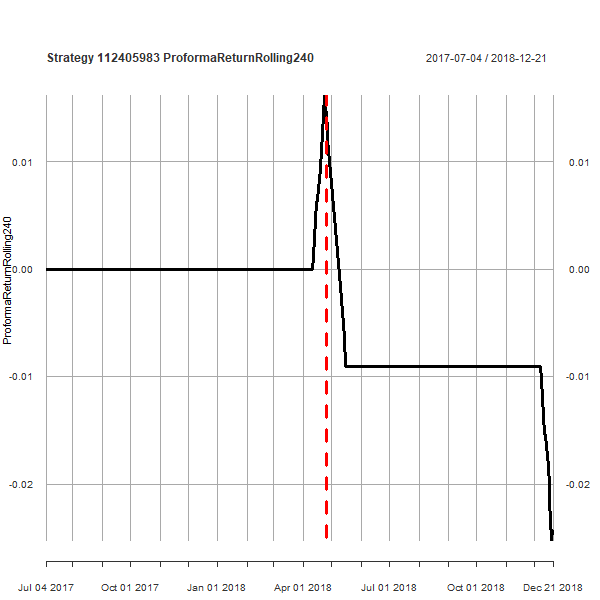 Strategy 112405983 ProformaReturnRolling240
2017-07-04 / 2018-12-21
ProformaReturnRolling240
0.01
0.01
0.00
0.00
-0.01
-0.01
-0.02
-0.02
Jul 04 2017
Oct 01 2017
Jan 01 2018
Apr 01 2018
Jul 01 2018
Oct 01 2018
Dec 21 2018